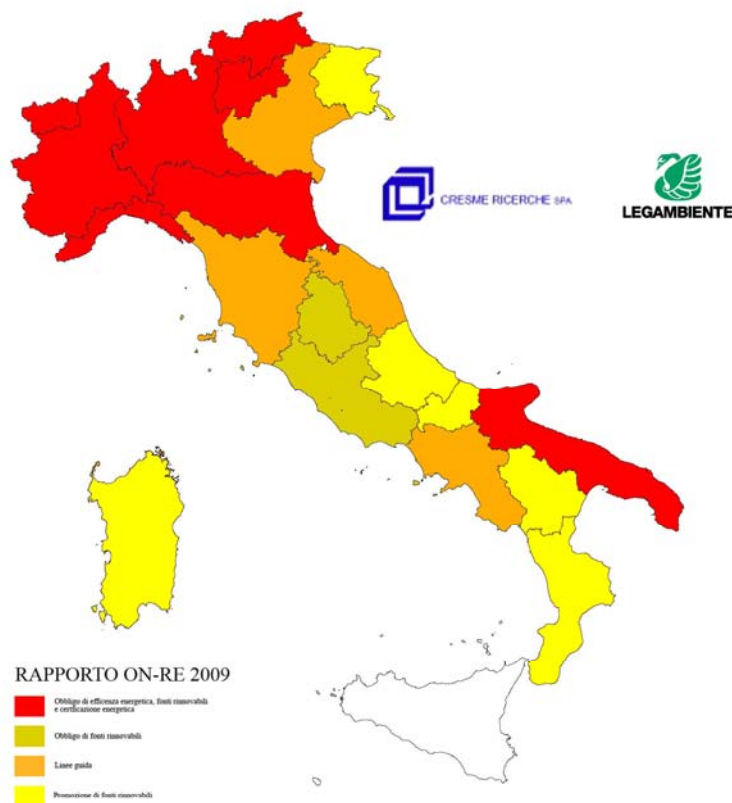 CRESME RICERCHE SPA
LEGAMBIENTE
RAPPORTO ON-RE 2009
Obbligo di efficenza energetica, fonti rinnovabili
e certificazione energetica
Obbligo di fonti rinnovabili
Linee guida
Promozione di fonti rinnovabili